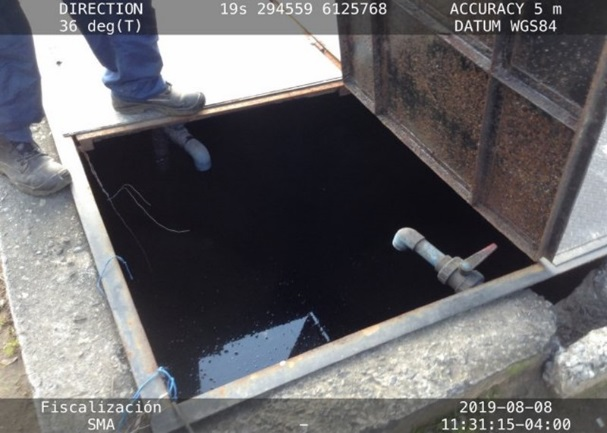 DIRECTION
36 deg(T)
19s 294559 6125768
ACCURACY 5 m
DATUM WGS84
Fiscalización
SMA
–
2019-08-08
11:31:15-04:00